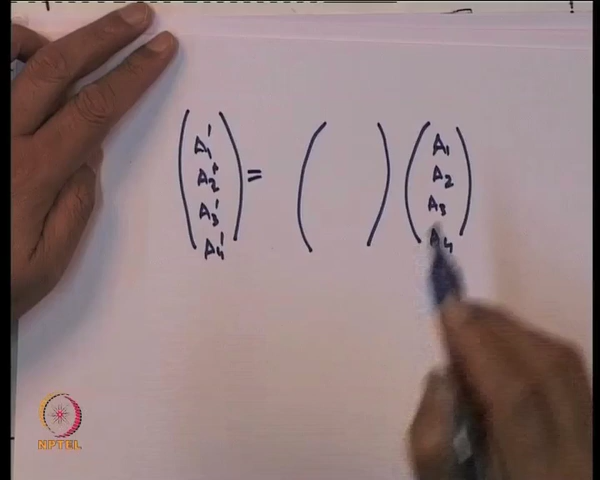 A₁' A₁
A₂' = A₂
A₃' A₃
A₄' A₄
NPTEL